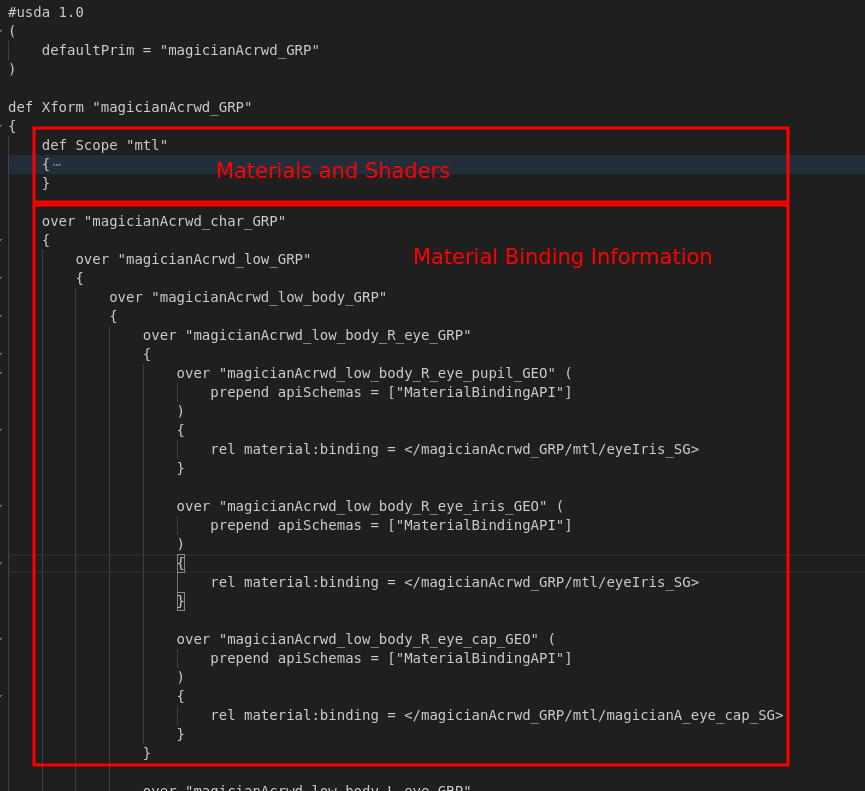 #usda 1.0
(
    defaultPrim = "magicianAcrwd_GRP"
)
def Xform "magicianAcrwd_GRP"
{
    def Scope "mtl"
    {⋯
Materials and Shaders
    }
    over "magicianAcrwd_char_GRP"
    {
Material Binding Information
        over "magicianAcrwd_low_GRP"
        {
            over "magicianAcrwd_low_body_GRP"
            {
                over "magicianAcrwd_low_body_R_eye_GRP"
                {
                    over "magicianAcrwd_low_body_R_eye_pupil_GEO" (
                        prepend apiSchemas = ["MaterialBindingAPI"]
                    )
                    {
                        rel material:binding = </magicianAcrwd_GRP/mtl/eyeIris_SG>
                    }
                    over "magicianAcrwd_low_body_R_eye_iris_GEO" (
                        prepend apiSchemas = ["MaterialBindingAPI"]
                    )
                    {
                        rel material:binding = </magicianAcrwd_GRP/mtl/eyeIris_SG>
                    }
                    over "magicianAcrwd_low_body_R_eye_cap_GEO" (
                        prepend apiSchemas = ["MaterialBindingAPI"]
                    )
                    {
                        rel material:binding = </magicianAcrwd_GRP/mtl/magicianA_eye_cap_SG>
                    }
                }
                over "magicianAcrwd_low_body_L_eye_GRP"